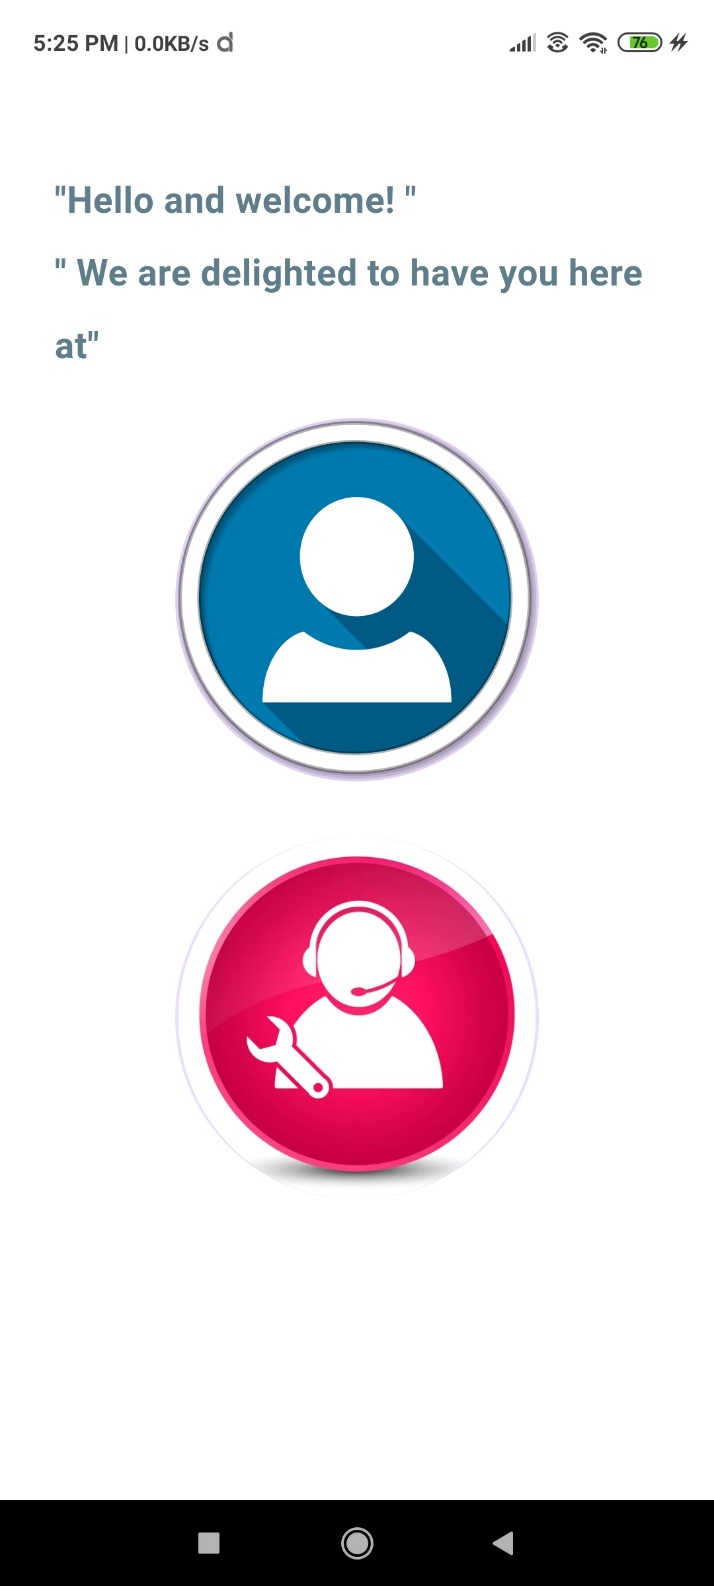 5:25 PM | 0.0KB/s
76
"Hello and welcome! "
" We are delighted to have you here
at"